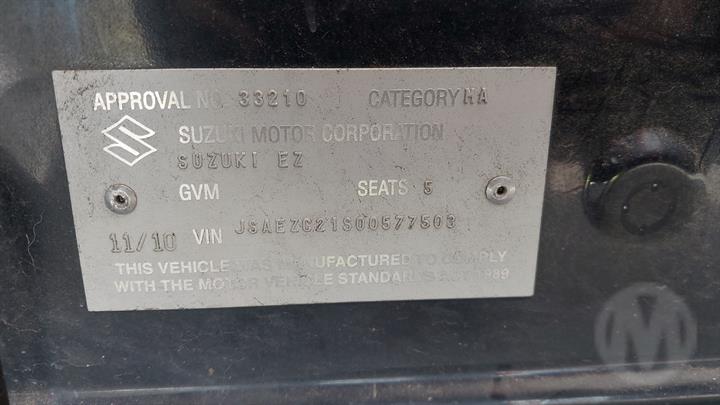 APPROVAL NO. 33210 CATEGORY MA
SUZUKI MOTOR CORPORATION
SUZUKI EZ
GVM SEATS 5
11/10 VIN JSAEZC21S00577503
THIS VEHICLE WAS MANUFACTURED TO COMPLY
WITH THE MOTOR VEHICLE STANDARDS ACT 1989
M